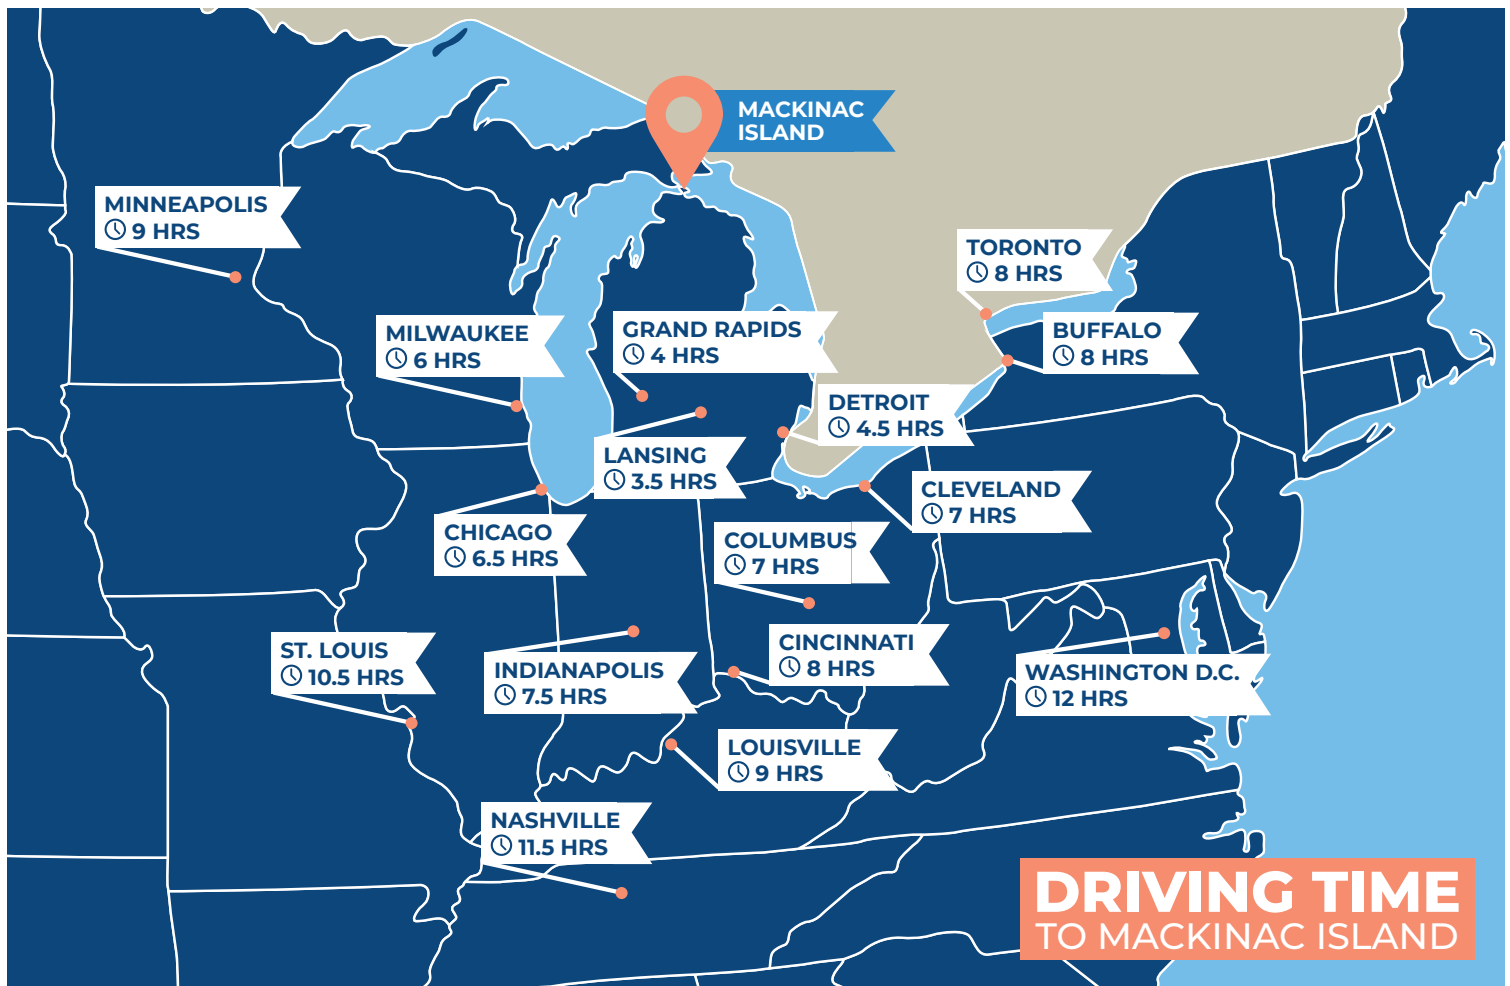 MACKINAC
ISLAND
MINNEAPOLIS
9 HRS
TORONTO
8 HRS
MILWAUKEE
6 HRS
GRAND RAPIDS
4 HRS
BUFFALO
8 HRS
DETROIT
4.5 HRS
LANSING
3.5 HRS
CLEVELAND
7 HRS
CHICAGO
6.5 HRS
COLUMBUS
7 HRS
ST. LOUIS
10.5 HRS
INDIANAPOLIS
7.5 HRS
CINCINNATI
8 HRS
WASHINGTON D.C.
12 HRS
LOUISVILLE
9 HRS
NASHVILLE
11.5 HRS
DRIVING TIME
TO MACKINAC ISLAND